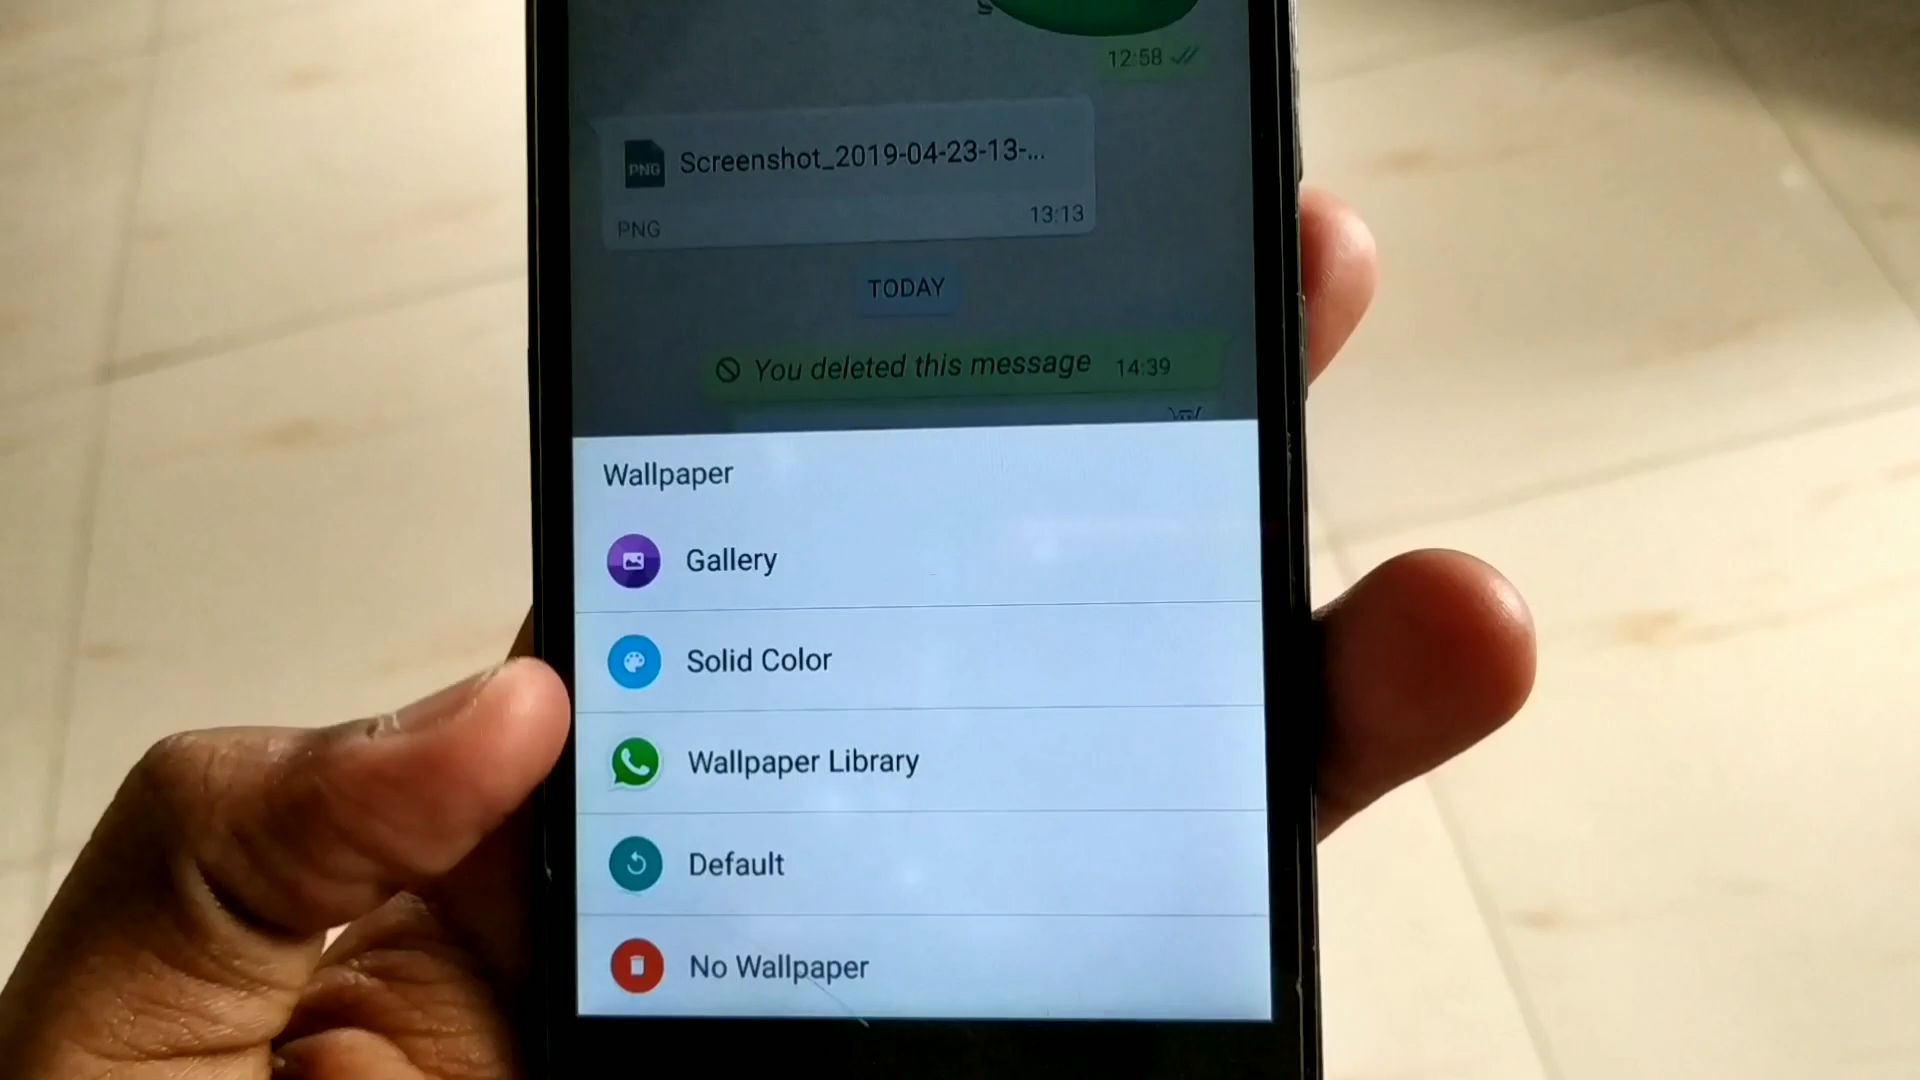 12:58
PNG
Screenshot_2019-04-23-13-...
PNG
13:13
TODAY
You deleted this message 14:39
Wallpaper
Gallery
Solid Color
Wallpaper Library
Default
No Wallpaper